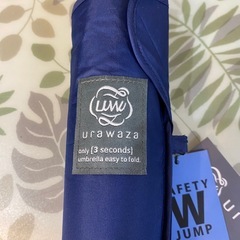 UW
urawaza
only [3 seconds]
umbrella easy to fold.
AFETY
W
JUMP
u